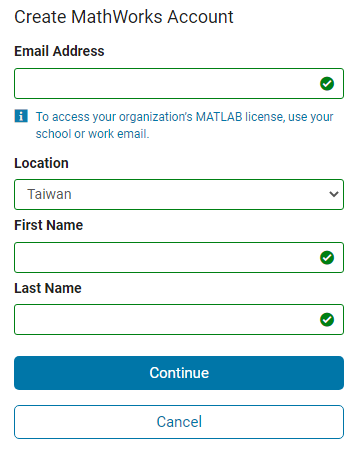 Create MathWorks Account
Email Address
To access your organization's MATLAB license, use your
school or work email.
Location
Taiwan
First Name
Last Name
Continue
Cancel